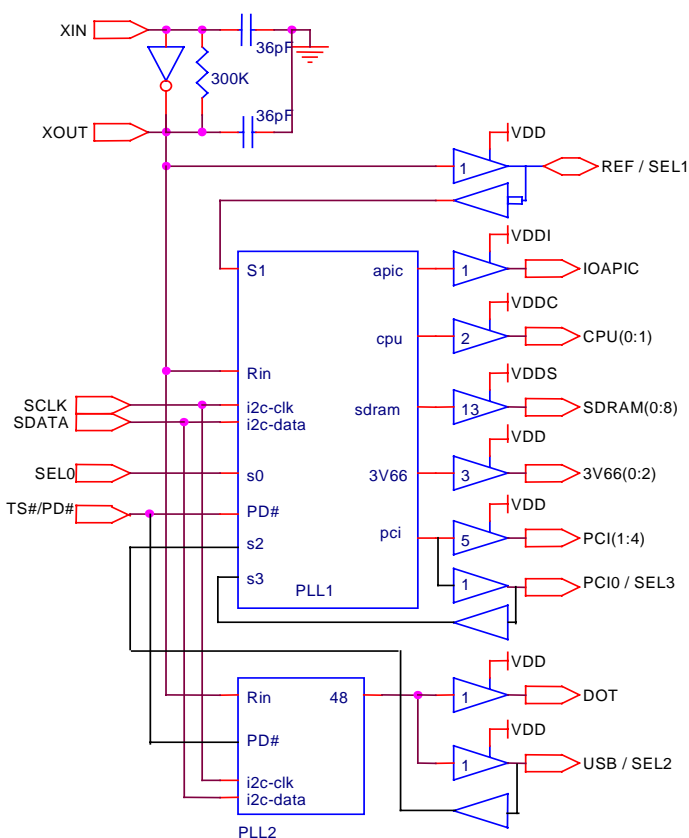 XIN
36pF
300K
36pF
XOUT
VDD
1
REF / SEL1
VDDI
S1
apic
1
IOAPIC
VDDC
cpu
2
CPU(0:1)
VDDS
Rin
SCLK
i2c-clk
sdram
13
SDRAM(0:8)
SDATA
i2c-data
VDD
SEL0
s0
3V66
3
3V66(0:2)
TS#/PD#
PD#
VDD
pci
5
PCI(1:4)
s2
s3
1
PCI0 / SEL3
PLL1
VDD
Rin
48
1
DOT
VDD
PD#
1
USB / SEL2
i2c-clk
i2c-data
PLL2